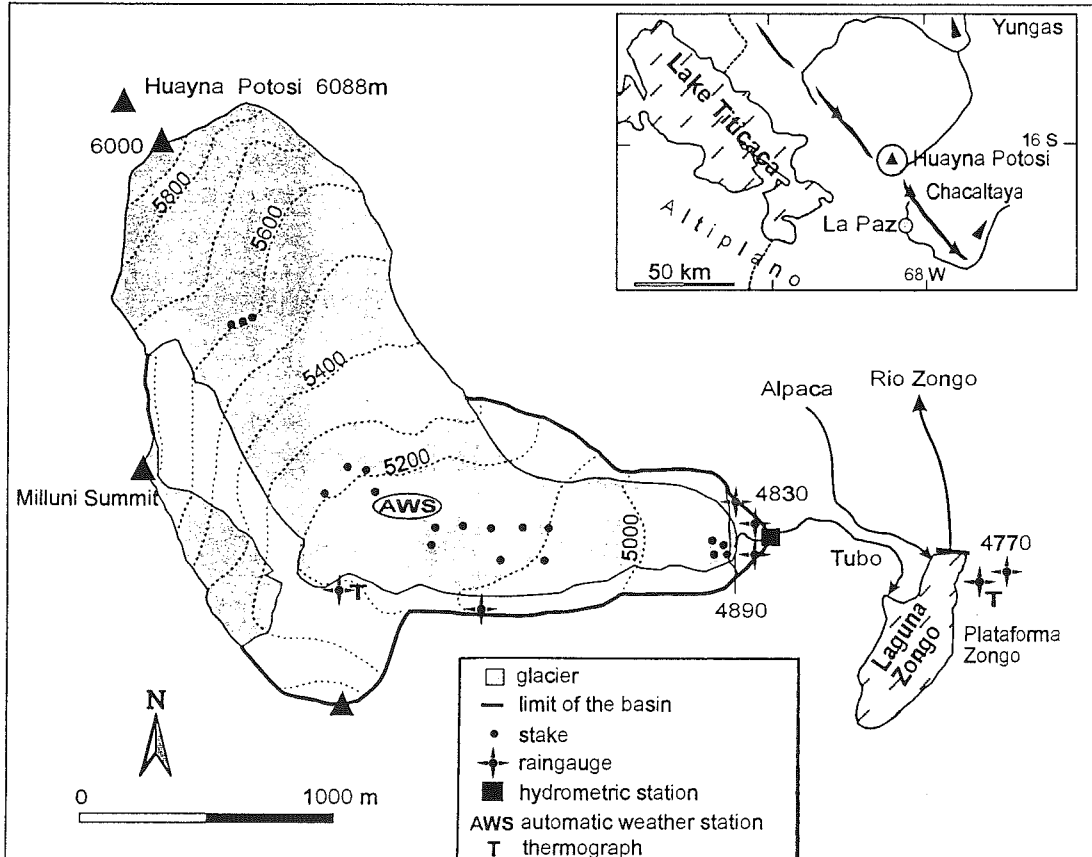 Huayna Potosi 6088m
6000
5800
5600
5400
5200
AWS
Milluni Summit
5000
4890
4830
T
Alpaca
Rio Zongo
Tubo
4770
T
Laguna
Zongo
Plataforma
Zongo
N
0 1000 m
Yungas
Lake Titicaca
16 S
Huayna Potosi
Chacaltaya
La Paz
Altiplano
68 W
50 km
glacier
limit of the basin
stake
raingauge
hydrometric station
AWS automatic weather station
T thermograph